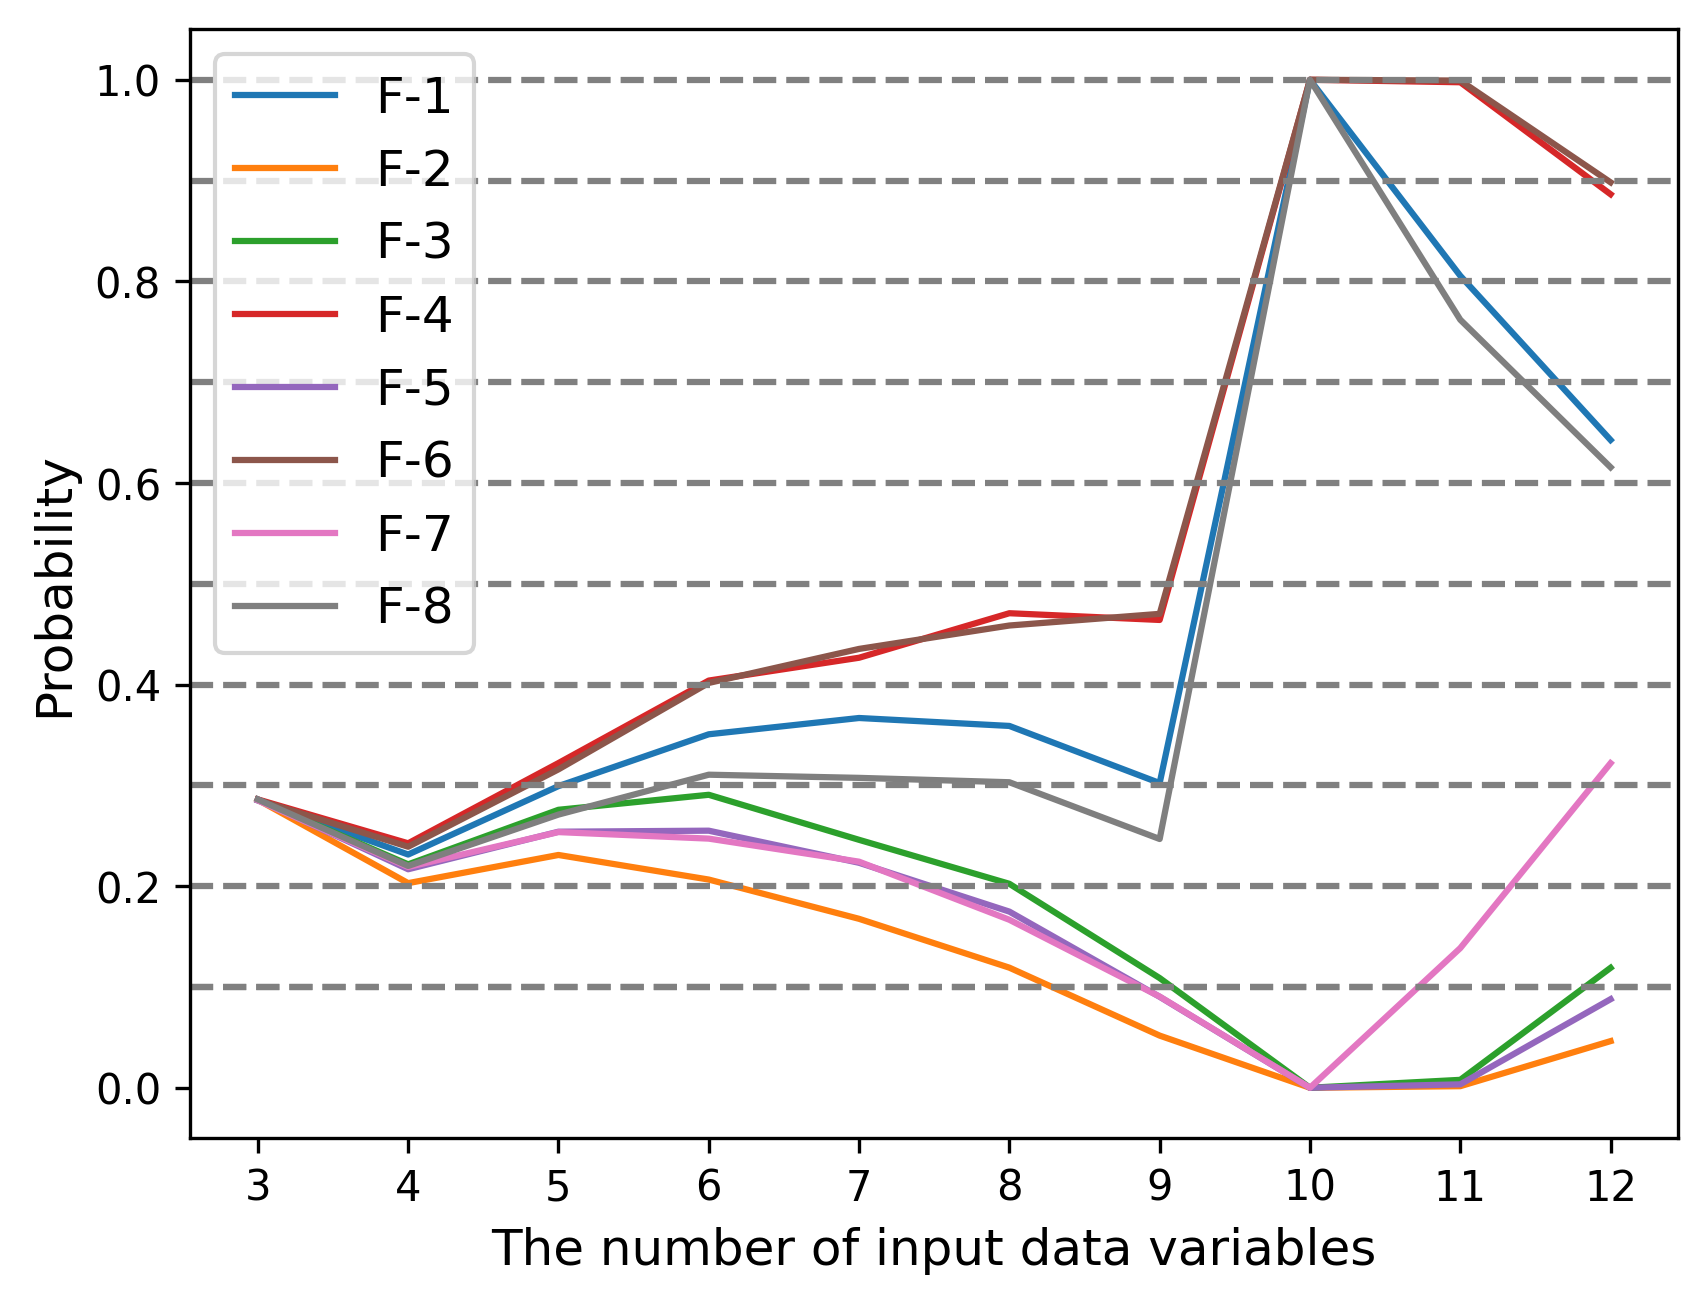 1.0
0.8
0.6
0.4
0.2
0.0
Probability
F-1
F-2
F-3
F-4
F-5
F-6
F-7
F-8
3 4 5 6 7 8 9 10 11 12
The number of input data variables